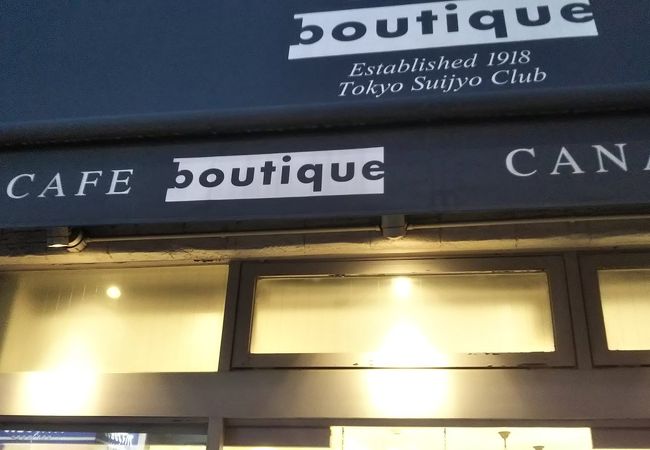 boutique
Established 1918
Tokyo Suijyo Club
CAFE boutique CANA